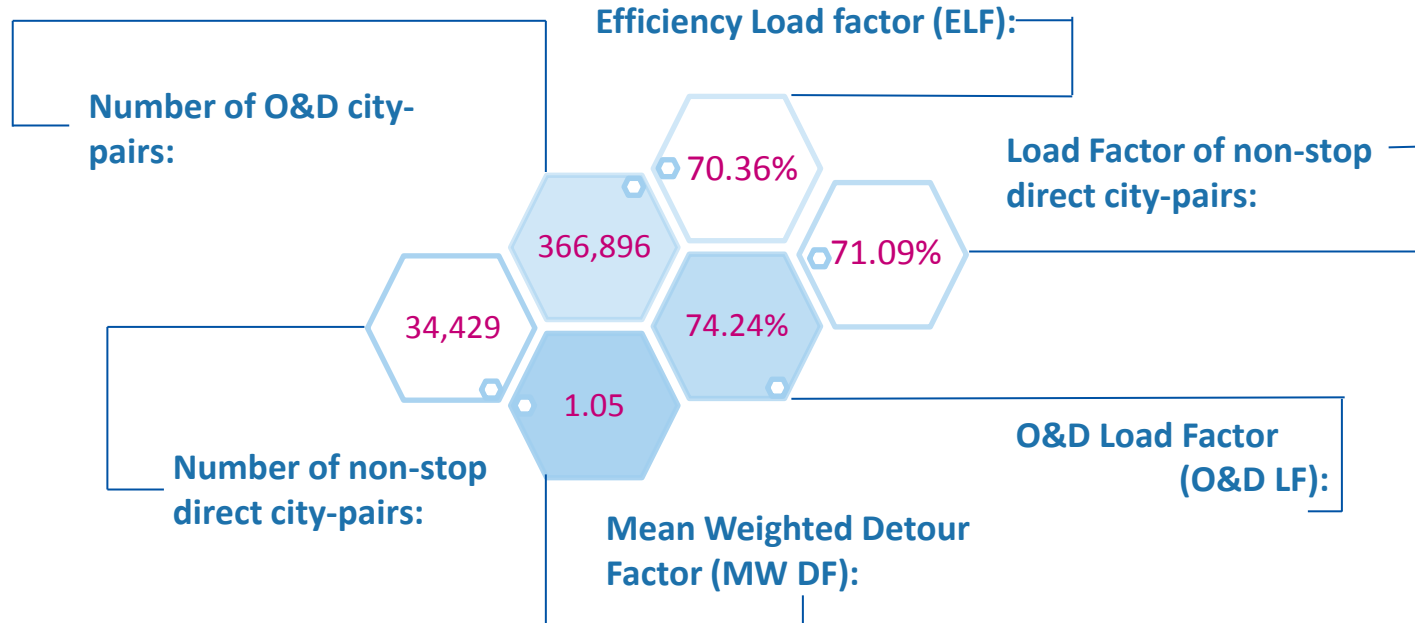 Efficiency Load factor (ELF):
Number of O&D city-
pairs:
70.36%
Load Factor of non-stop
direct city-pairs:
366,896
71.09%
34,429
74.24%
1.05
O&D Load Factor
(O&D LF):
Number of non-stop
direct city-pairs:
Mean Weighted Detour
Factor (MW DF):